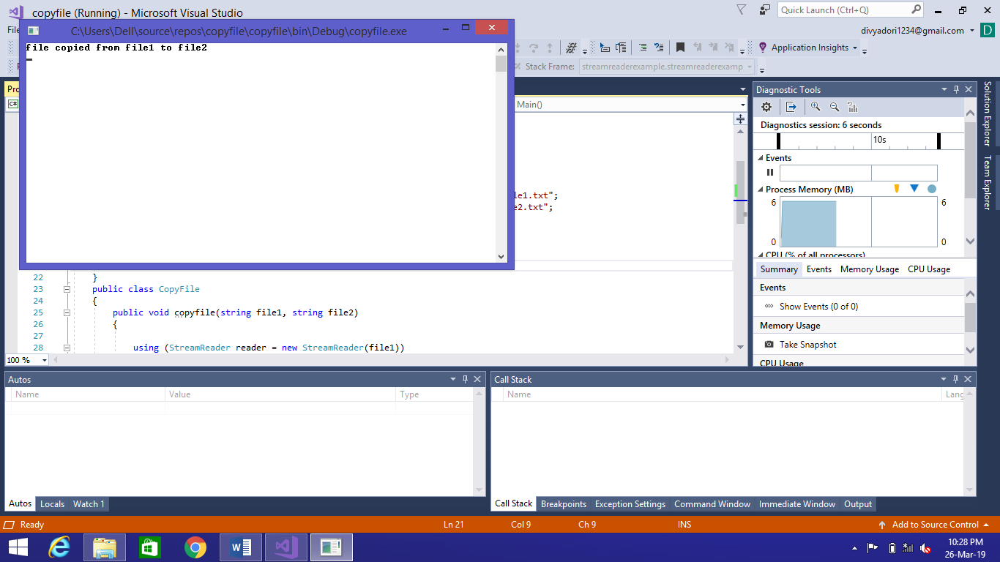 copyfile (Running) - Microsoft Visual Studio
Quick Launch (Ctrl+Q)
C:\Users\Dell\source\repos\copyfile\copyfile\bin\Debug\copyfile.exe
divyadori1234@gmail.com
D
file copied from file1 to file2
Application Insights
Stack Frame:
streamreaderexample.streamreaderexamp
Diagnostic Tools
Solution Explorer
Team Explorer
C#
Main()
Diagnostics session: 6 seconds
10s
Events
Process Memory (MB)
6
6
0
0
CPU (% of all processors)
le1.txt";
e2.txt";
22 }
23 public class CopyFile
24 {
25 public void copyfile(string file1, string file2)
26 {
27
28 using (StreamReader reader = new StreamReader(file1))
100 %
Summary Events Memory Usage CPU Usage
Events
Show Events (0 of 0)
Memory Usage
Take Snapshot
CPU Usage
Autos
Name Value Type
Autos Locals Watch 1
Call Stack
Name Lang
Call Stack Breakpoints Exception Settings Command Window Immediate Window Output
Ready Ln 21 Col 9 Ch 9 INS Add to Source Control
10:28 PM
26-Mar-19